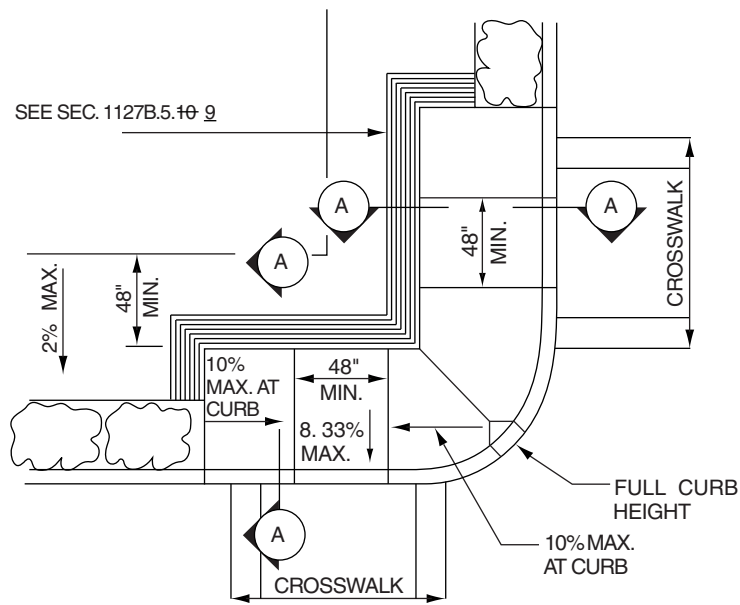 SEE SEC. 1127B.5.10 9
A
A
A
48"
MIN.
CROSSWALK
2% MAX.
48"
MIN.
10%
MAX. AT
CURB
48"
MIN.
8. 33%
MAX.
FULL CURB
HEIGHT
A
10% MAX.
AT CURB
CROSSWALK